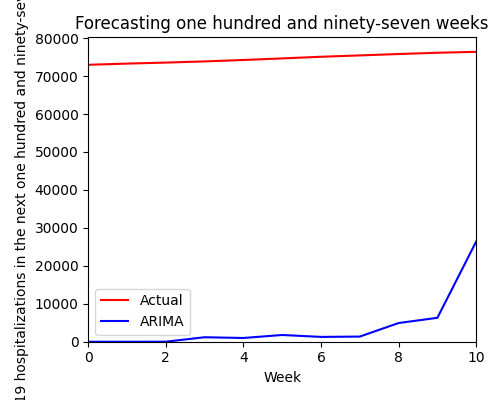 Forecasting one hundred and ninety-seven weeks
19 hospitalizations in the next one hundred and ninety-se
80000
70000
60000
50000
40000
30000
20000
10000
0
Actual
ARIMA
0 2 4 6 8 10
Week